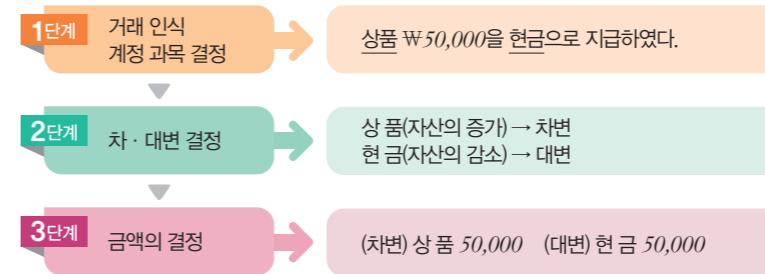 1단계
거래 인식
계정 과목 결정
상품 ₩50,000을 현금으로 지급하였다.
2단계
차 · 대변 결정
상 품(자산의 증가) → 차변
현 금(자산의 감소) → 대변
3단계
금액의 결정
(차변) 상 품 50,000 (대변) 현 금 50,000